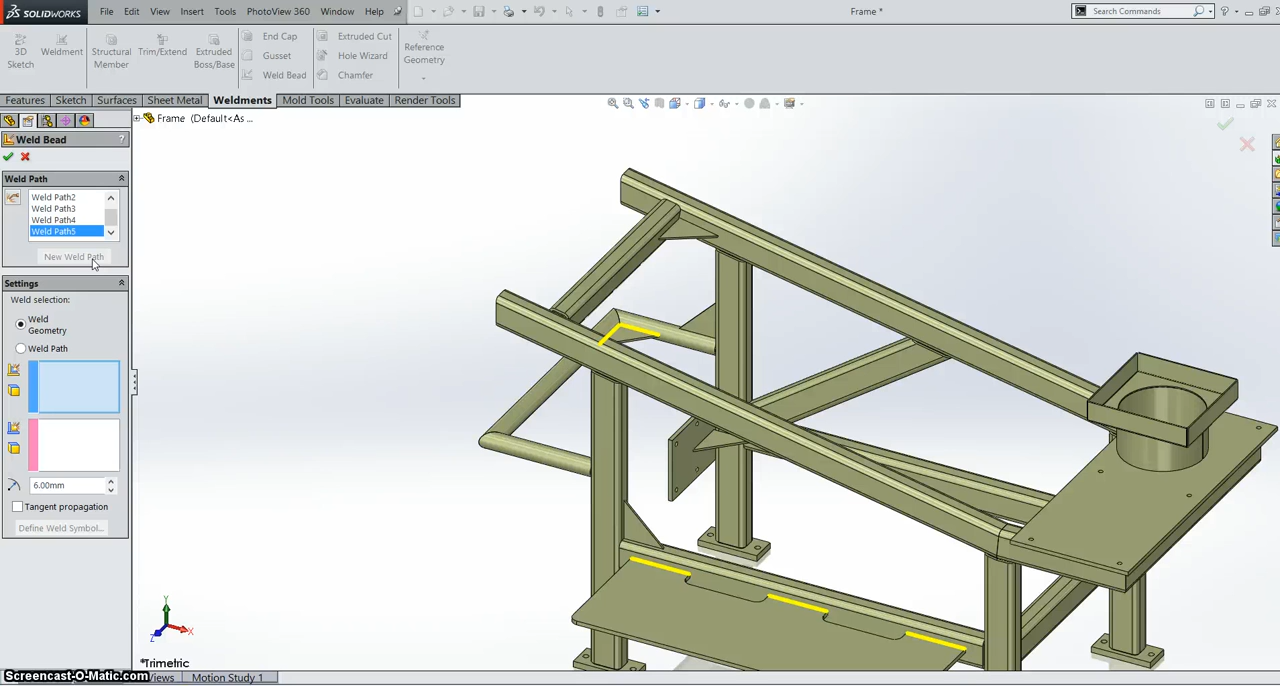 SOLIDWORKS File Edit View Insert Tools PhotoView 360 Window Help Frame * Search Commands
3D Sketch
Weldment
Structural Member
Trim/Extend
Extruded Boss/Base
End Cap
Gusset
Weld Bead
Extruded Cut
Hole Wizard
Chamfer
Reference Geometry
Features Sketch Surfaces Sheet Metal Weldments Mold Tools Evaluate Render Tools
Frame (Default<As ...
Weld Bead ?
Weld Path
Weld Path2
Weld Path3
Weld Path4
Weld Path5
New Weld Path
Settings
Weld selection:
Weld Geometry
Weld Path
6.00mm
Tangent propagation
Define Weld Symbol...
Y
X
Z
*Trimetric
Screencast-O-Matic.com Views Motion Study 1